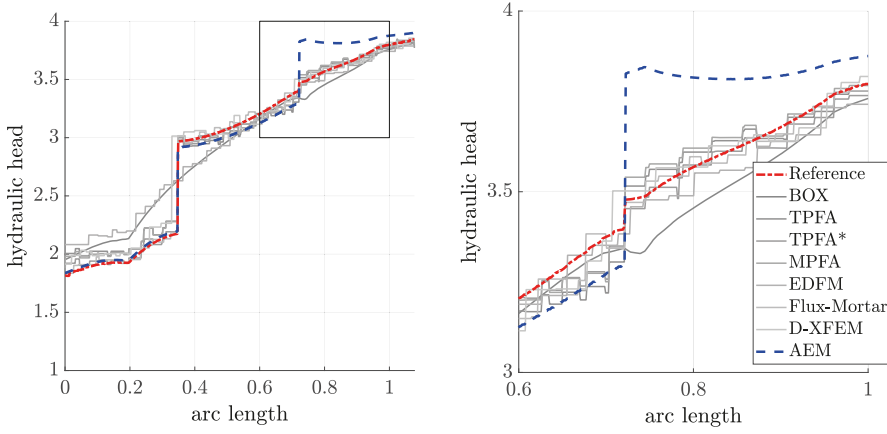 4
3.5
3
2.5
2
1.5
1
hydraulic head
0 0.2 0.4 0.6 0.8 1
arc length
3.5
3
hydraulic head
0.6 0.8 1
arc length
Reference
BOX
TPFA
TPFA*
MPFA
EDFM
Flux-Mortar
D-XFEM
AEM